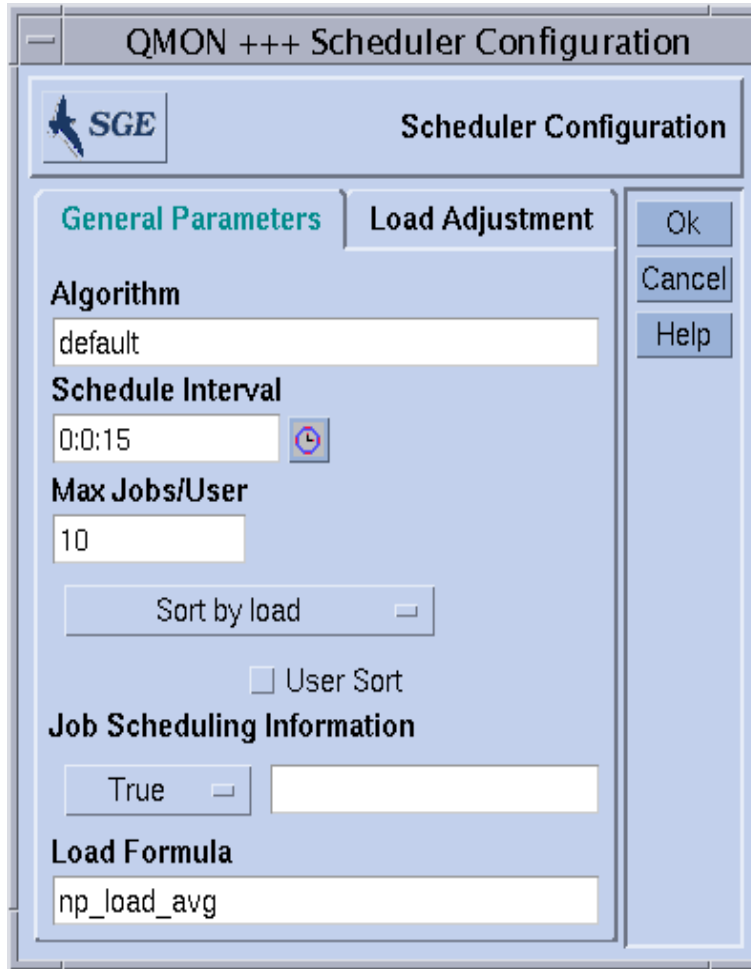 QMON +++ Scheduler Configuration
SGE
Scheduler Configuration
General Parameters
Load Adjustment
Ok
Cancel
Help
Algorithm
default
Schedule Interval
0:0:15
Max Jobs/User
10
Sort by load
User Sort
Job Scheduling Information
True
Load Formula
np_load_avg